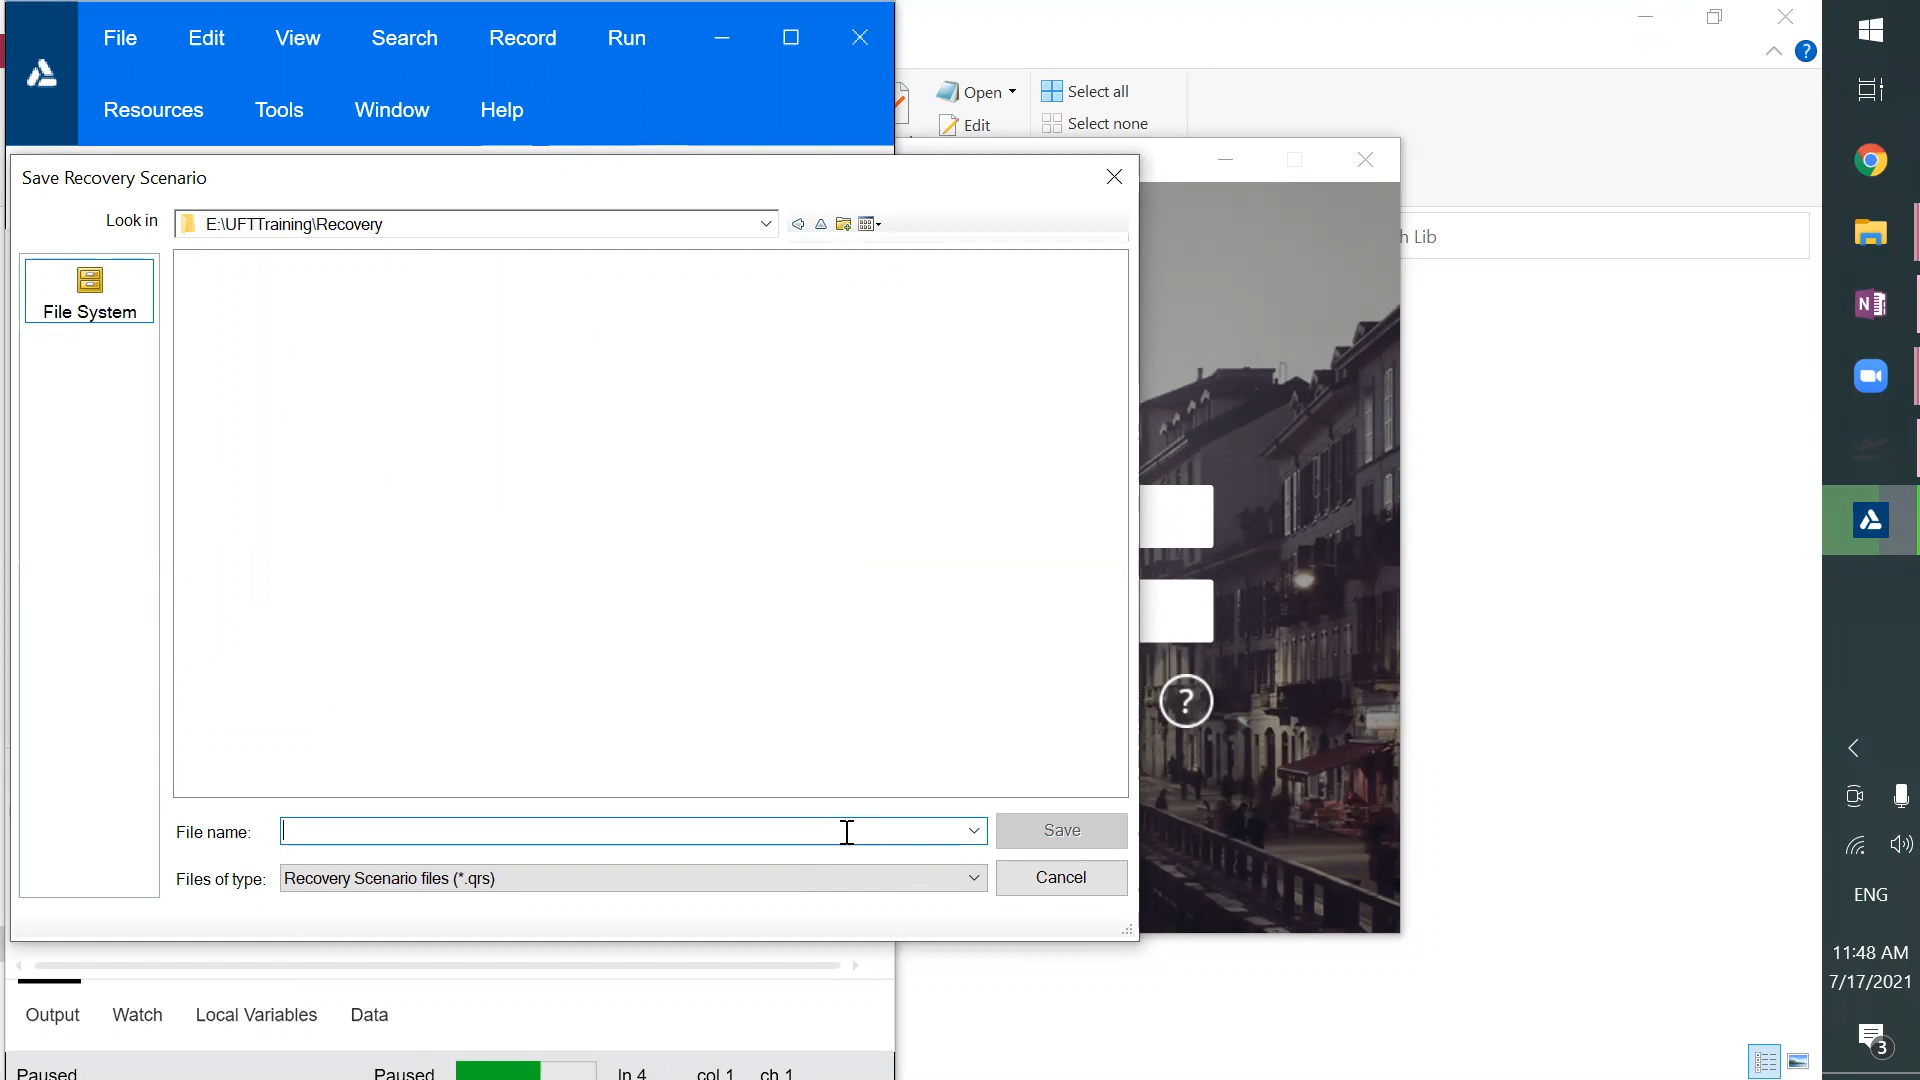 File Edit View Search Record Run
Resources Tools Window Help
Open Select all
Edit Select none
?
Save Recovery Scenario
Look in E:\UFTTraining\Recovery
h Lib
File System
?
File name: Save
Files of type: Recovery Scenario files (*.qrs) Cancel
Output Watch Local Variables Data
Paused Paused ln 4 col 1 ch 1
N
ENG
11:48 AM
7/17/2021
3